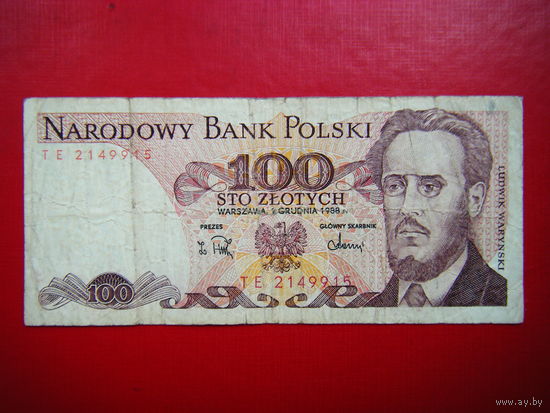 NARODOWY BANK POLSKI
TE 2149915
100
STO ZŁOTYCH
WARSZAWA, 1 GRUDNIA 1988 r.
PREZES
GŁÓWNY SKARBNIK
TE 2149915
100
LUDWIK WARYŃSKI
www.ay.by